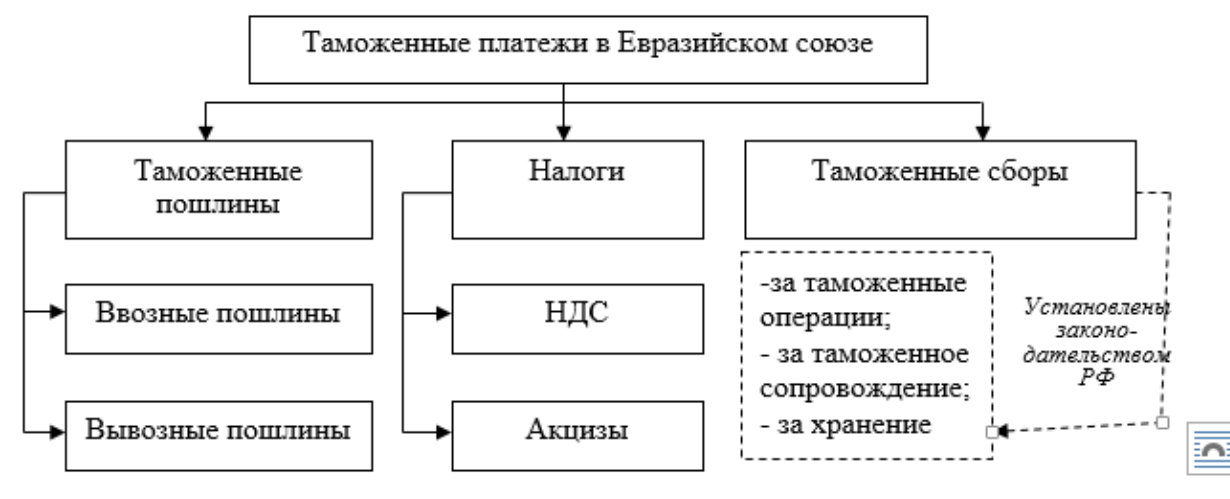 Таможенные платежи в Евразийском союзе
Таможенные
пошлины
Налоги
Таможенные сборы
Ввозные пошлины
НДС
-за таможенные
операции;
- за таможенное
сопровождение;
- за хранение
Установлены
законо-
дательством
РФ
Вывозные пошлины
Акцизы